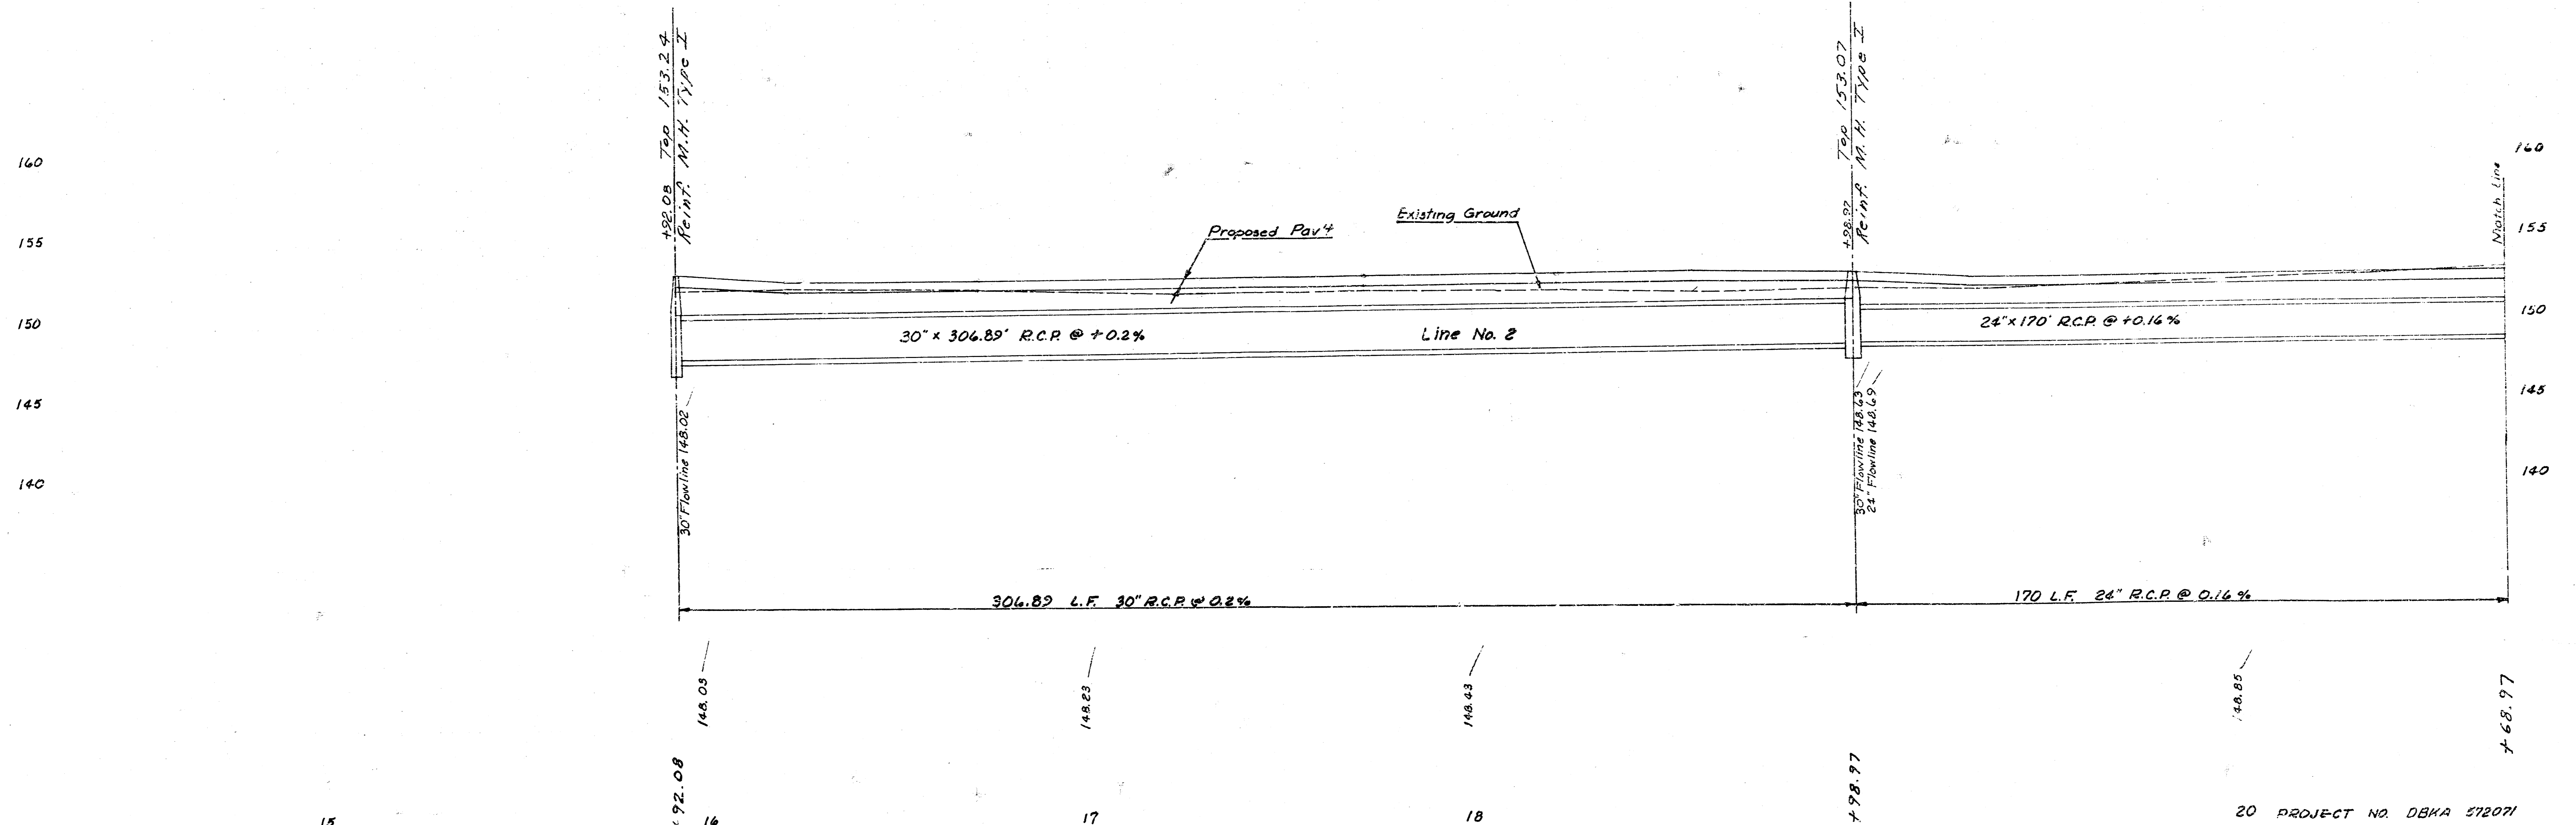 +92.08 Top 153.24
Reinf. M.H. Type I
+98.97 Top 153.07
Reinf. M.H. Type I
160
155
150
145
140
160
155
150
145
140
Match Line
Proposed Pav't
Existing Ground
30" x 306.89' R.C.P. @ +0.2%
Line No. 2
24" x 170' R.C.P. @ +0.16%
30" Flowline 148.02
30" Flowline 148.63
24" Flowline 148.69
306.89 L.F. 30" R.C.P. @ 0.2%
170 L.F. 24" R.C.P. @ 0.16%
148.03
148.23
148.43
148.85
+92.08
+98.97
+68.97
15
16
17
18
20 PROJECT NO. DBKA 572071